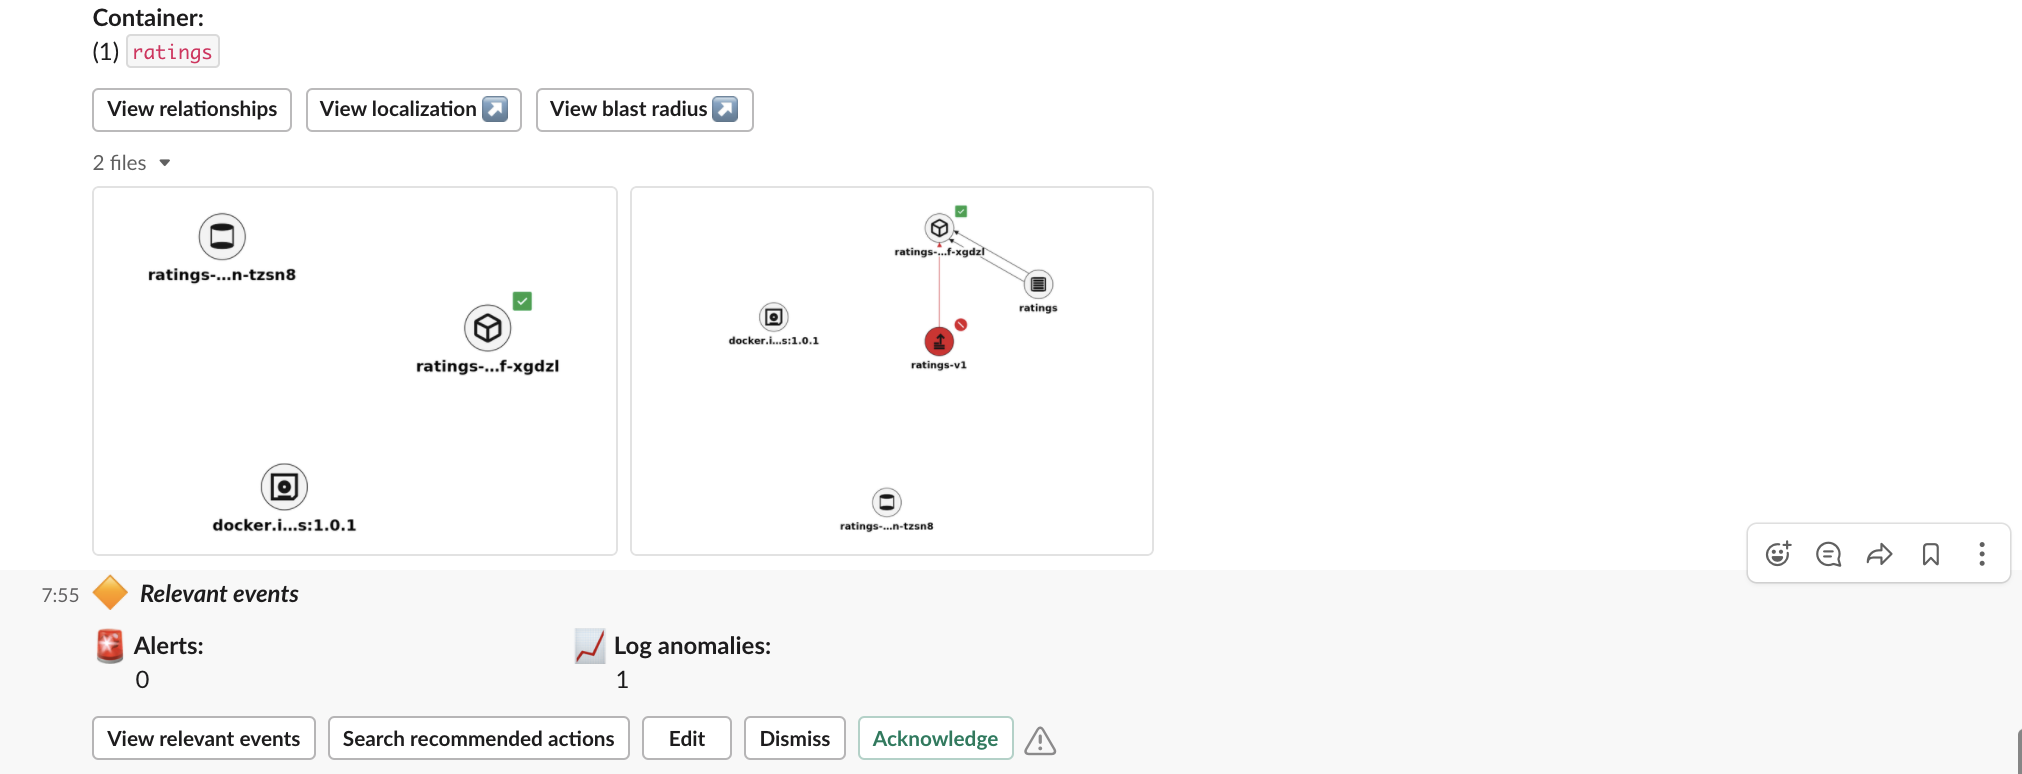 Container:
(1) ratings
View relationships
View localization
View blast radius
2 files
ratings-...n-tzsn8
ratings-...f-xgdzl
docker.i...s:1.0.1
ratings-...f-xgdzl
ratings
docker.i...s:1.0.1
ratings-v1
ratings-...n-tzsn8
7:55 Relevant events
Alerts:
0
Log anomalies:
1
View relevant events
Search recommended actions
Edit
Dismiss
Acknowledge